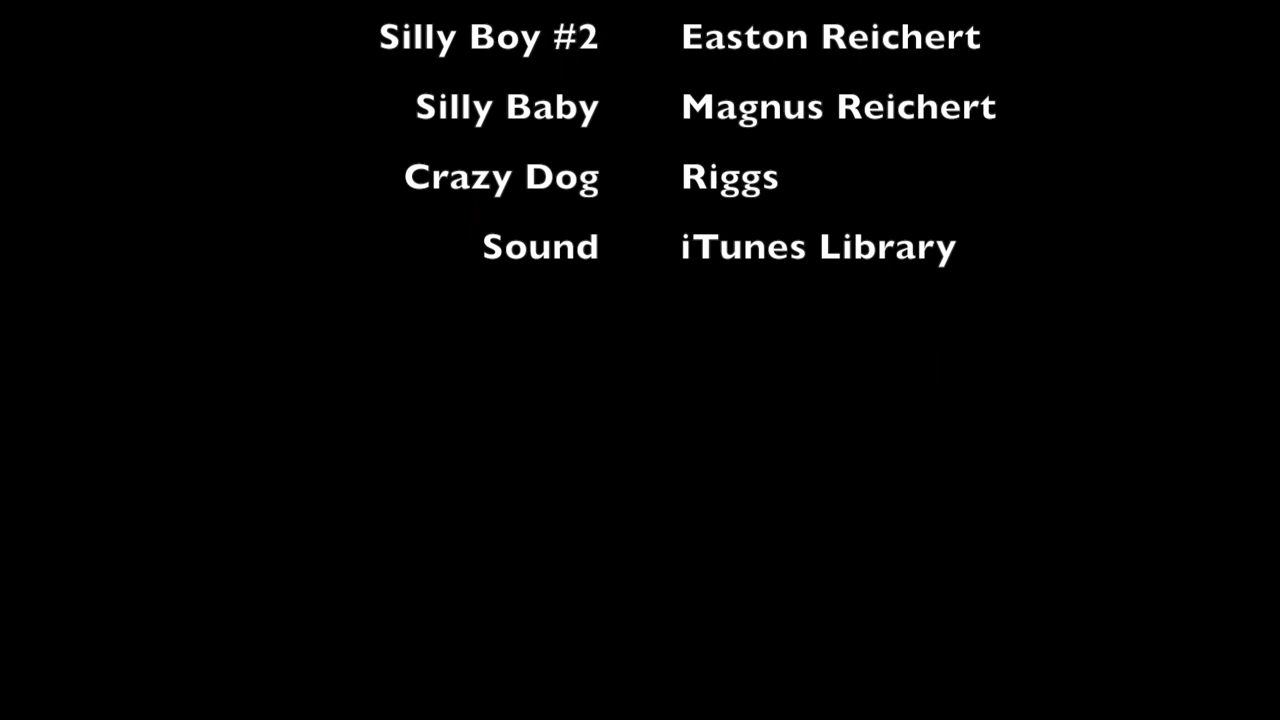 Silly Boy #2 Easton Reichert
Silly Baby Magnus Reichert
Crazy Dog Riggs
Sound iTunes Library